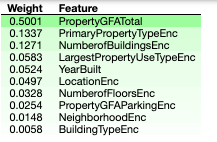 Weight Feature
0.5001 PropertyGFATotal
0.1337 PrimaryPropertyTypeEnc
0.1271 NumberofBuildingsEnc
0.0583 LargestPropertyUseTypeEnc
0.0524 YearBuilt
0.0497 LocationEnc
0.0328 NumberofFloorsEnc
0.0254 PropertyGFAParkingEnc
0.0148 NeighborhoodEnc
0.0058 BuildingTypeEnc